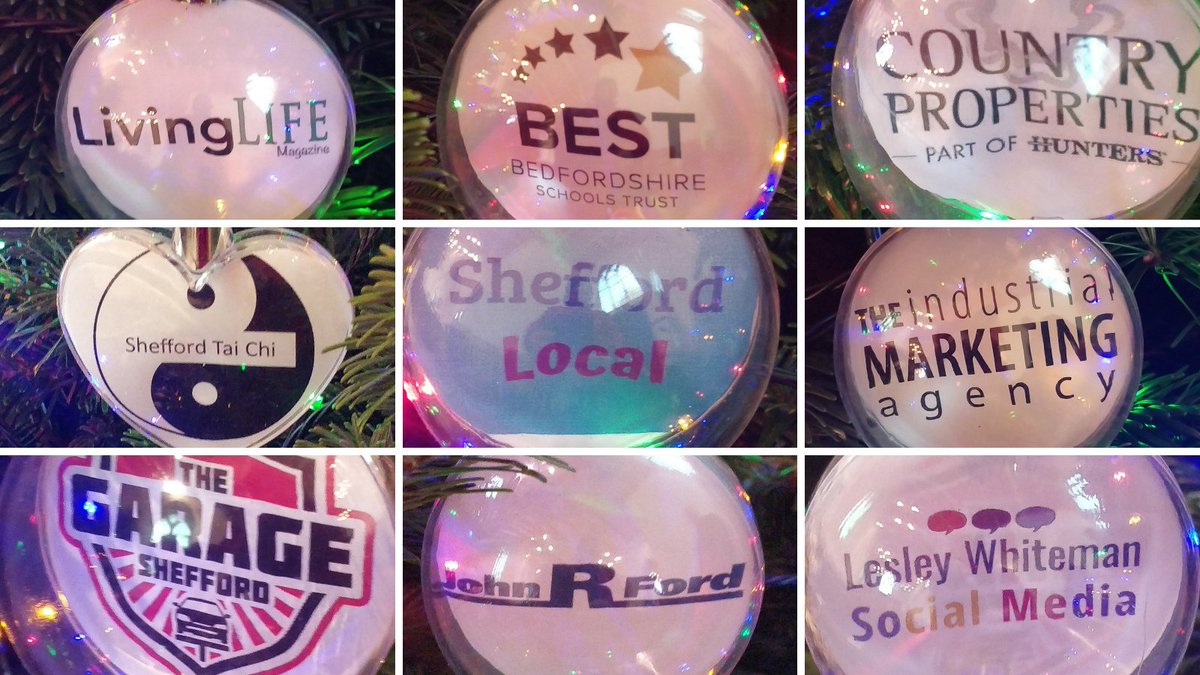 LivingLIFE
Magazine
BEST
BEDFORDSHIRE
SCHOOLS TRUST
COUNTRY
PROPERTIES
PART OF HUNTERS
Shefford Tai Chi
Shefford
Local
THE industrial
MARKETING
agency
THE
GARAGE
SHEFFORD
John R Ford
Lesley Whiteman
Social Media